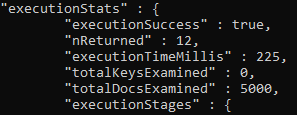 "executionStats" : {
"executionSuccess" : true,
"nReturned" : 12,
"executionTimeMillis" : 225,
"totalKeysExamined" : 0,
"totalDocsExamined" : 5000,
"executionStages" : {